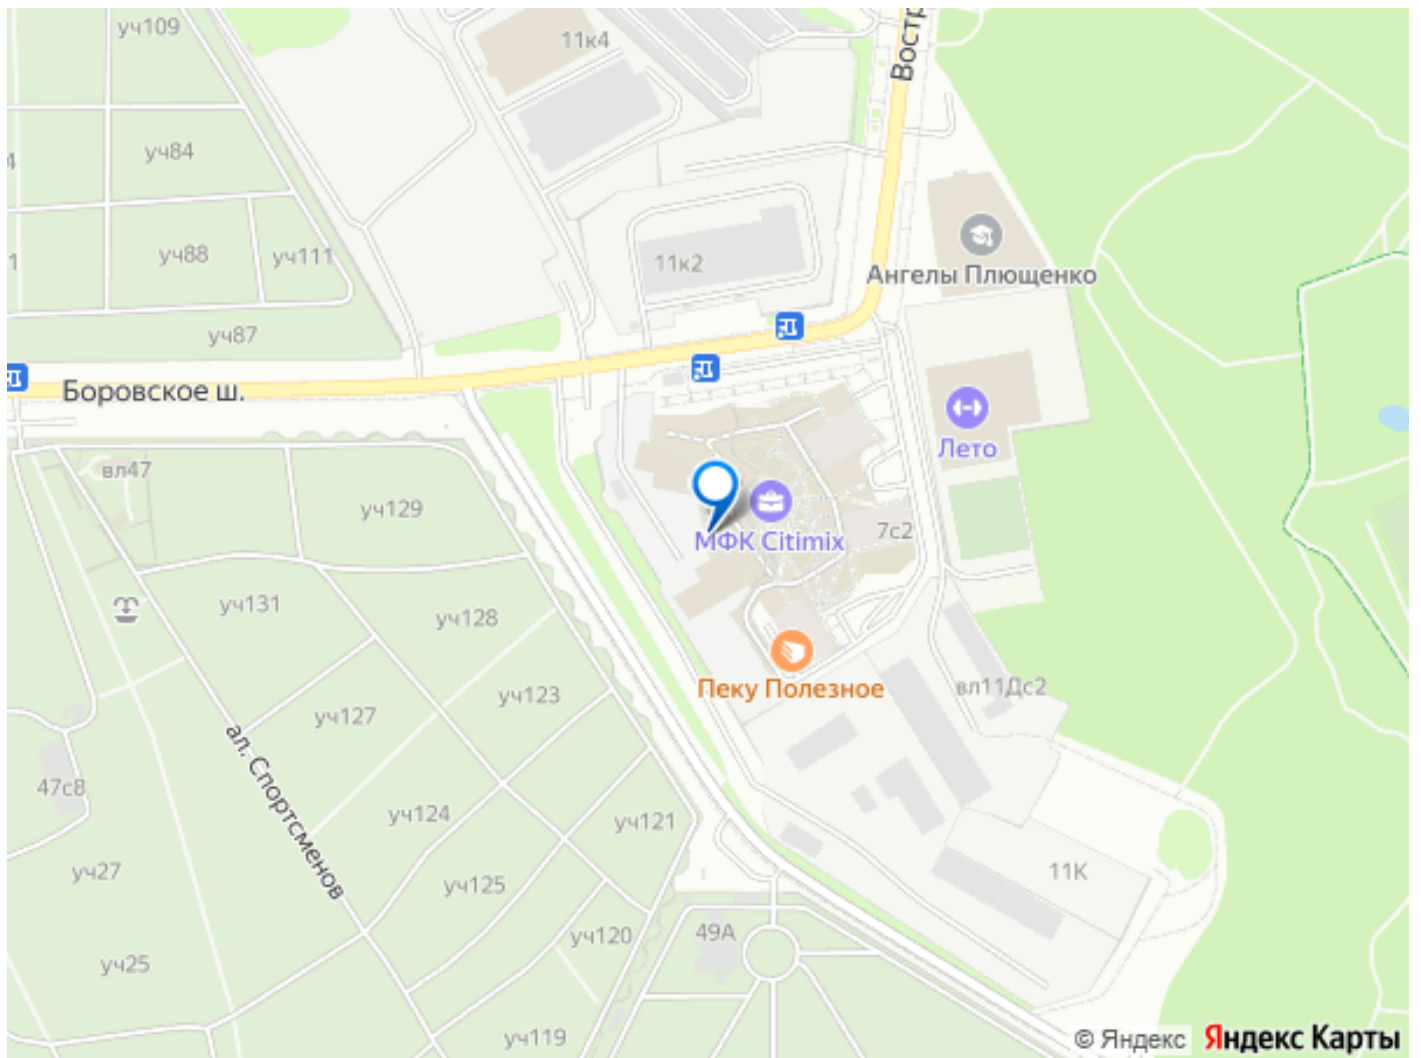 уч109
11к4
Востр
уч84
4
уч88
уч111
1
11к2
Ангелы Плющенко
уч87
Боровское ш.
Лето
вл47
уч129
МФК Citimix
7с2
уч131
уч128
Пеку Полезное
вл11Дс2
уч123
уч127
ал. Спортсменов
47с8
уч124
уч121
уч27
уч125
11К
49А
уч120
уч25
уч119
© Яндекс Яндекс Карты